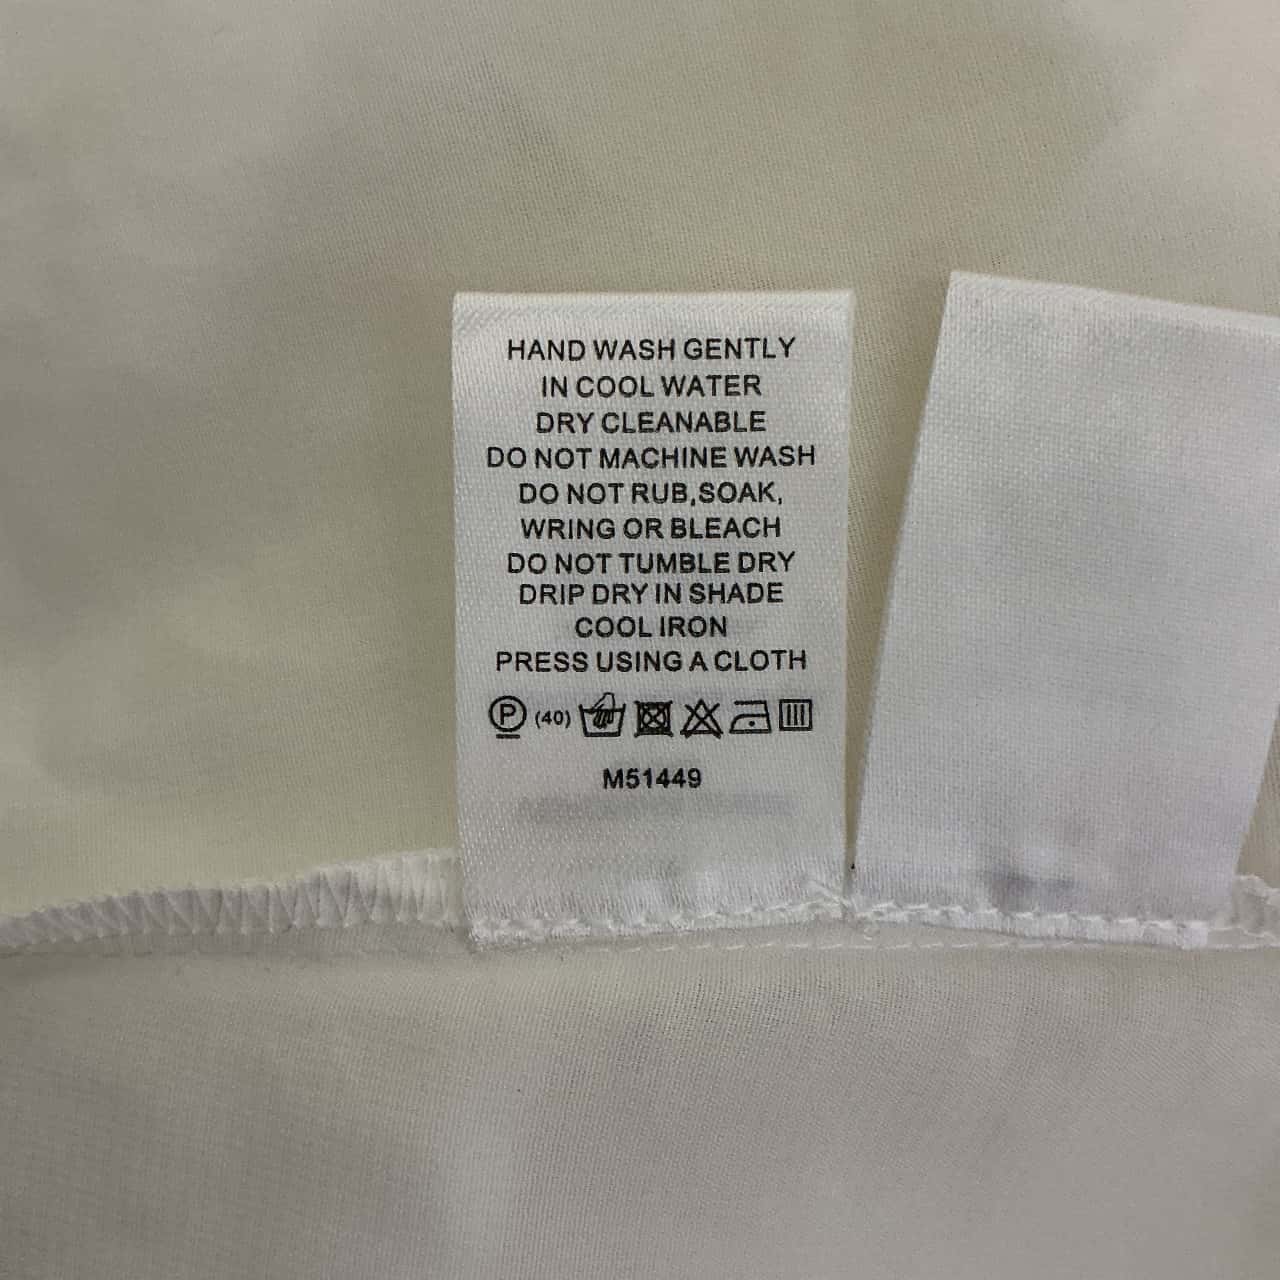 HAND WASH GENTLY
IN COOL WATER
DRY CLEANABLE
DO NOT MACHINE WASH
DO NOT RUB,SOAK,
WRING OR BLEACH
DO NOT TUMBLE DRY
DRIP DRY IN SHADE
COOL IRON
PRESS USING A CLOTH
P (40)
M51449